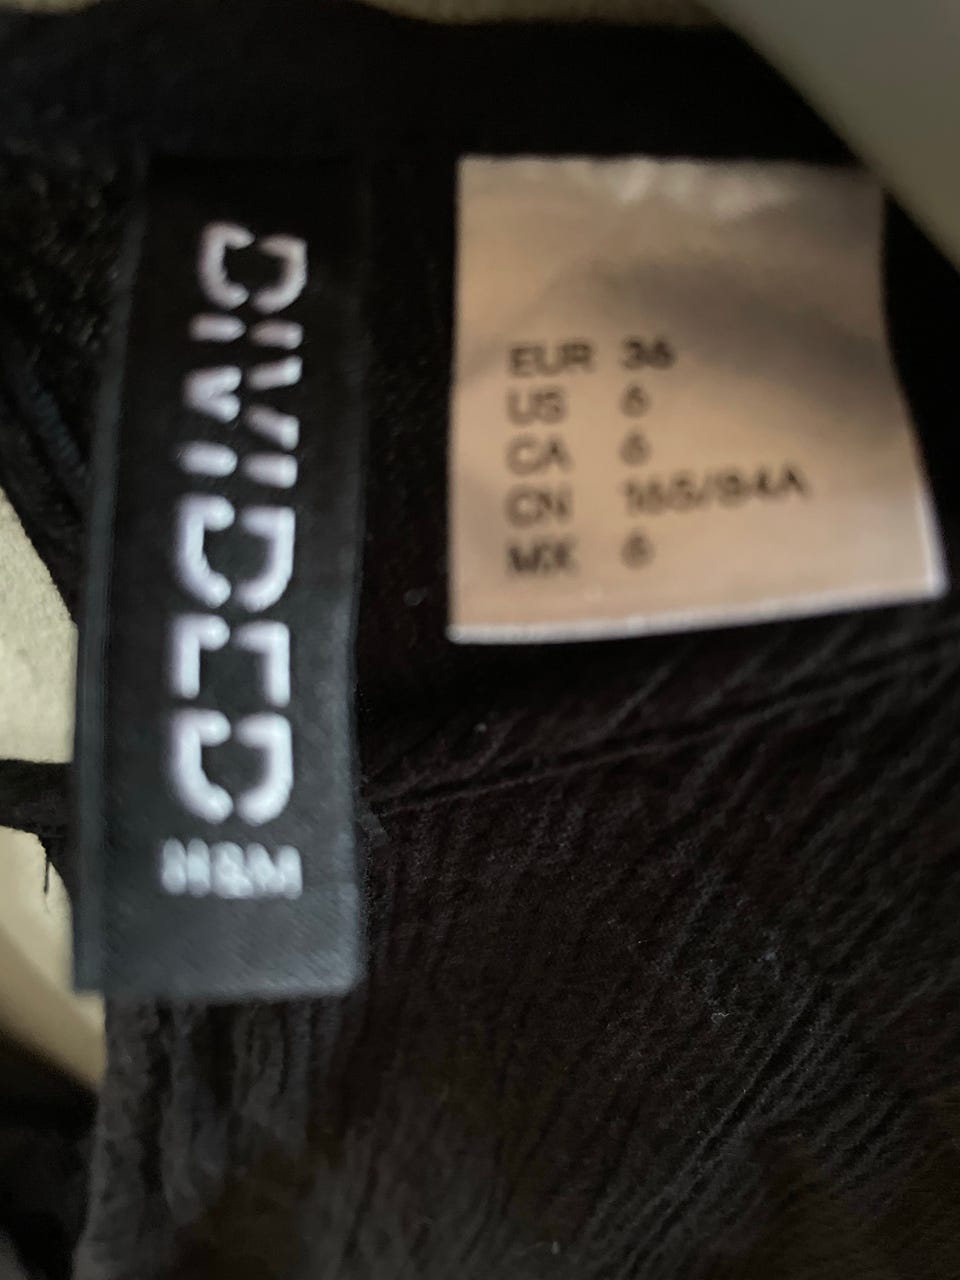 DIVIDED
H&M
EUR 36
US 6
CA 6
CN 165/84A
MX 6